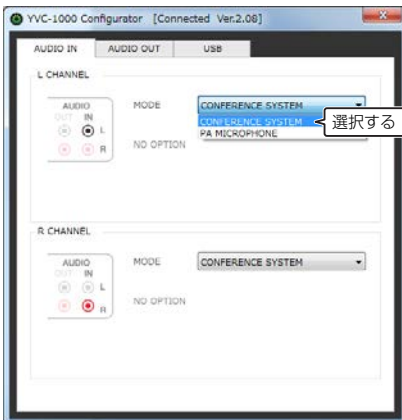 YVC-1000 Configurator [Connected Ver.2.08]
AUDIO IN AUDIO OUT USB
L CHANNEL
AUDIO
OUT IN
L
R
MODE
CONFERENCE SYSTEM
CONFERENCE SYSTEM
PA MICROPHONE
選択する
NO OPTION
R CHANNEL
AUDIO
OUT IN
L
R
MODE
CONFERENCE SYSTEM
NO OPTION